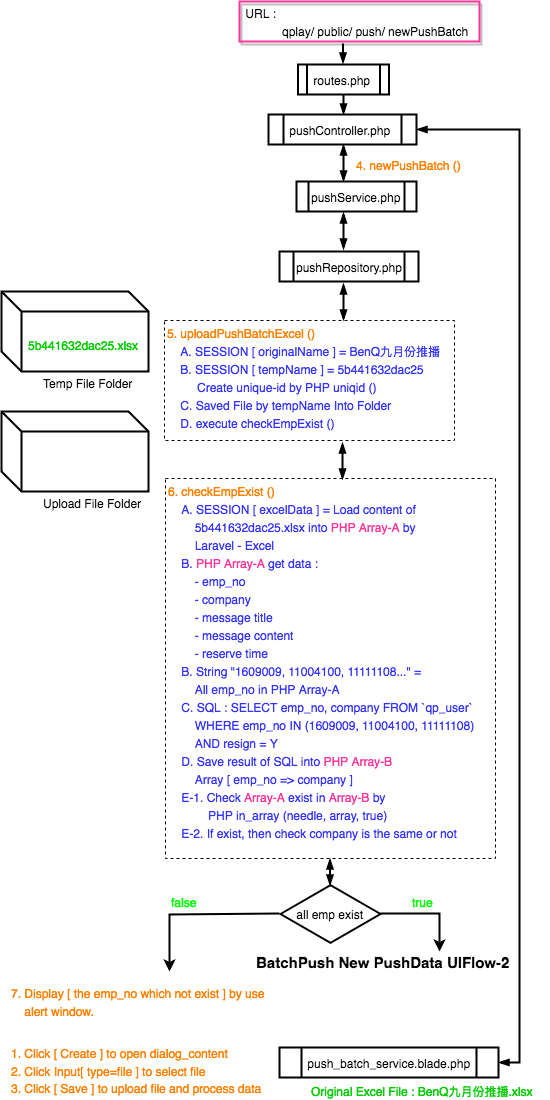 URL :
qplay/ public/ push/ newPushBatch
routes.php
pushController.php
4. newPushBatch ()
pushService.php
pushRepository.php
5b441632dac25.xlsx
Temp File Folder
5. uploadPushBatchExcel ()
A. SESSION [ originalName ] = BenQ九月份推播
B. SESSION [ tempName ] = 5b441632dac25
Create unique-id by PHP uniqid ()
C. Saved File by tempName Into Folder
D. execute checkEmpExist ()
Upload File Folder
6. checkEmpExist ()
A. SESSION [ excelData ] = Load content of
5b441632dac25.xlsx into PHP Array-A by
Laravel - Excel
B. PHP Array-A get data :
- emp_no
- company
- message title
- message content
- reserve time
B. String "1609009, 11004100, 11111108..." =
All emp_no in PHP Array-A
C. SQL : SELECT emp_no, company FROM `qp_user`
WHERE emp_no IN (1609009, 11004100, 11111108)
AND resign = Y
D. Save result of SQL into PHP Array-B
Array [ emp_no => company ]
E-1. Check Array-A exist in Array-B by
PHP in_array (needle, array, true)
E-2. If exist, then check company is the same or not
false
true
all emp exist
BatchPush New PushData UIFlow-2
7. Display [ the emp_no which not exist ] by use
alert window.
1. Click [ Create ] to open dialog_content
2. Click Input[ type=file ] to select file
3. Click [ Save ] to upload file and process data
push_batch_service.blade.php
Original Excel File : BenQ九月份推播.xlsx